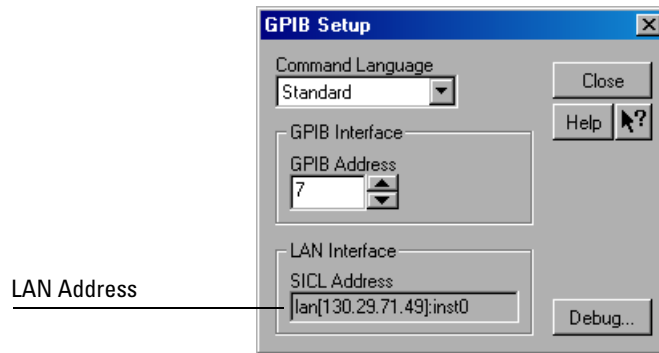 GPIB Setup
Command Language
Standard
Close
Help
?
GPIB Interface
GPIB Address
7
LAN Interface
SICL Address
LAN Address
lan[130.29.71.49]:inst0
Debug...